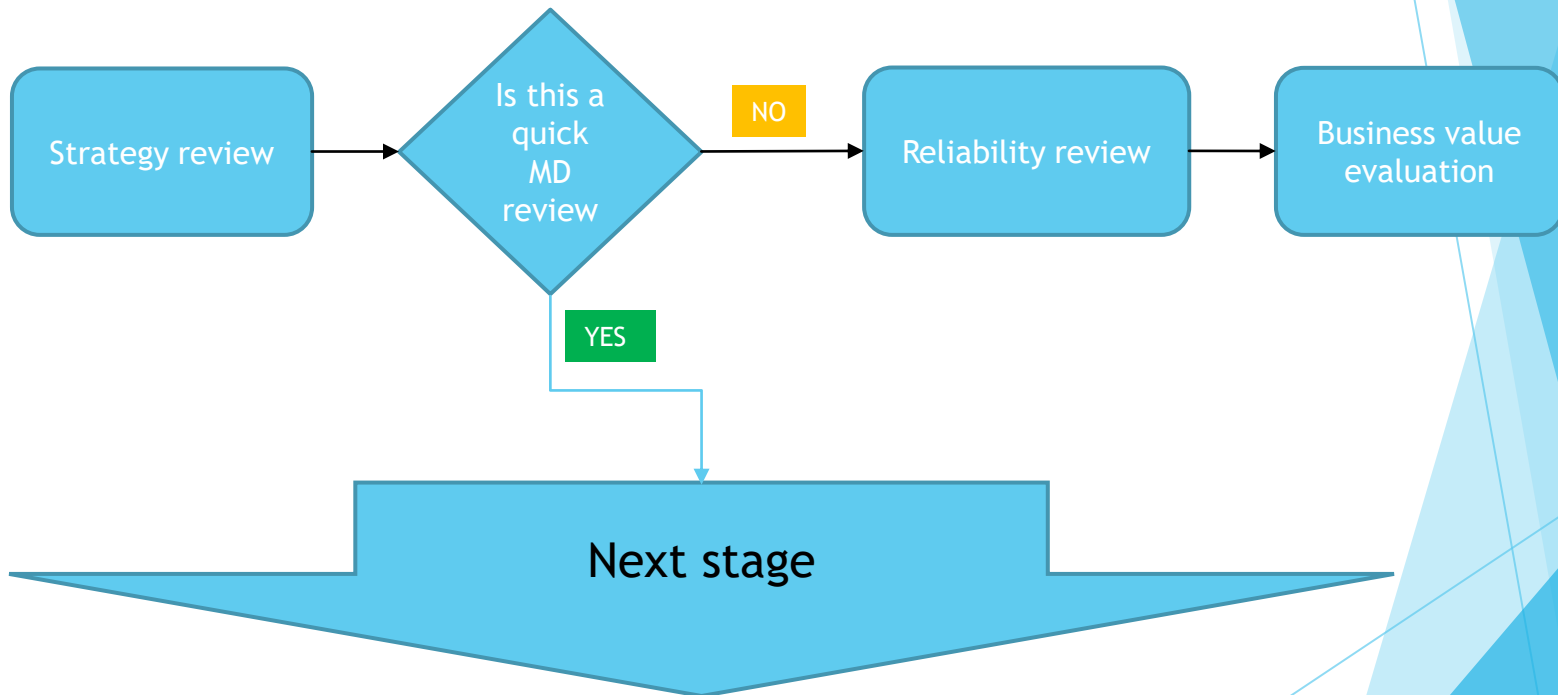 Strategy review
Is this a
quick
MD
review
NO
Reliability review
Business value
evaluation
YES
Next stage